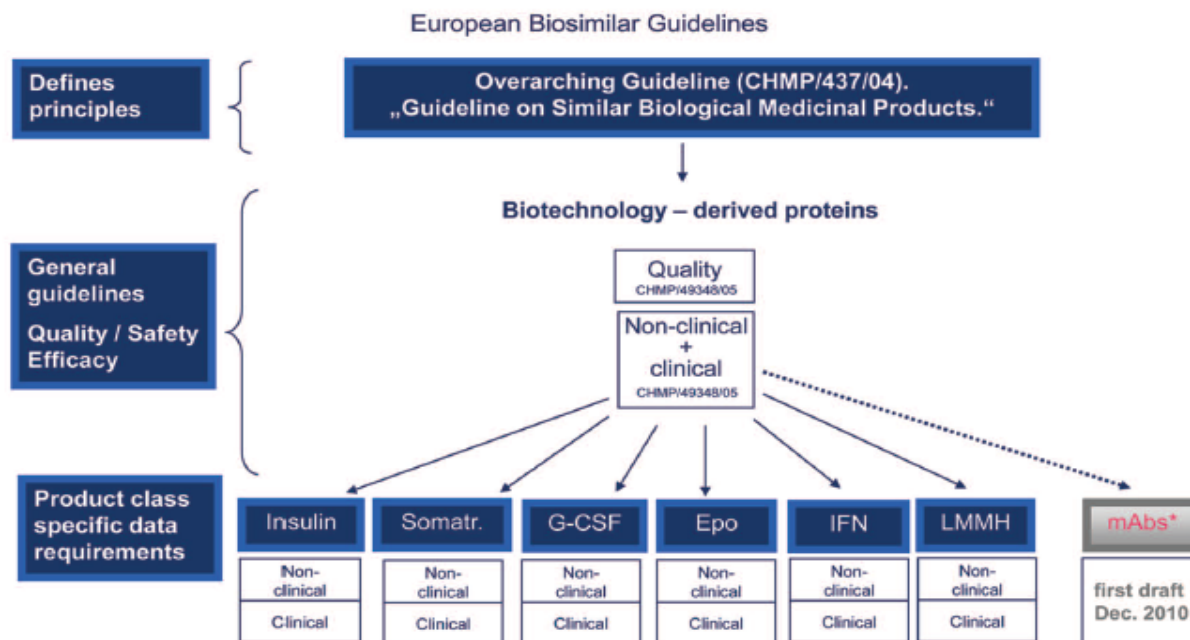 European Biosimilar Guidelines
Defines
principles
Overarching Guideline (CHMP/437/04).
„Guideline on Similar Biological Medicinal Products.“
Biotechnology – derived proteins
General
guidelines
Quality / Safety
Efficacy
Quality
CHMP/49348/05
Non-clinical
+
clinical
CHMP/49348/05
Product class
specific data
requirements
Insulin
Somatr.
G-CSF
Epo
IFN
LMMH
mAbs*
Non-
clinical
Clinical
Non-
clinical
Clinical
Non-
clinical
Clinical
Non-
clinical
Clinical
Non-
clinical
Clinical
Non-
clinical
Clinical
first draft
Dec. 2010